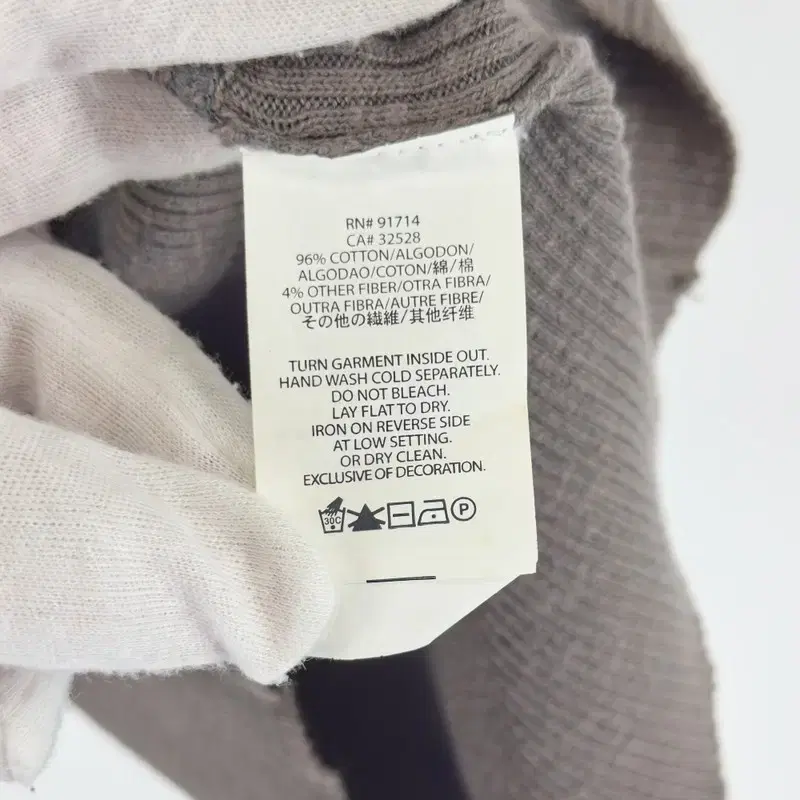 RN# 91714
CA# 32528
96% COTTON/ALGODON/
ALGODAO/COTON/綿/棉
4% OTHER FIBER/OTRA FIBRA/
OUTRA FIBRA/AUTRE FIBRE/
その他の繊維/其他纤维
TURN GARMENT INSIDE OUT.
HAND WASH COLD SEPARATELY.
DO NOT BLEACH.
LAY FLAT TO DRY.
IRON ON REVERSE SIDE
AT LOW SETTING.
OR DRY CLEAN.
EXCLUSIVE OF DECORATION.
30C P